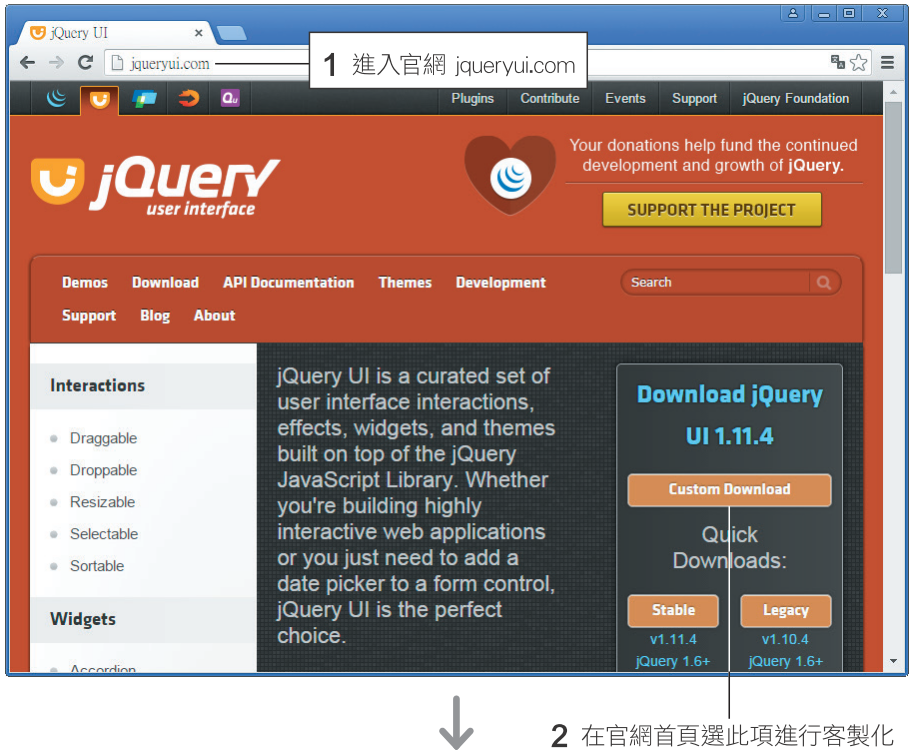 jQuery UI
jqueryui.com
1 進入官網 jqueryui.com
Plugins Contribute Events Support jQuery Foundation
jQuery
user interface
Your donations help fund the continued
development and growth of jQuery.
SUPPORT THE PROJECT
Demos Download API Documentation Themes Development
Search
Support Blog About
Interactions
Draggable
Droppable
Resizable
Selectable
Sortable
Widgets
Accordion
jQuery UI is a curated set of
user interface interactions,
effects, widgets, and themes
built on top of the jQuery
JavaScript Library. Whether
you're building highly
interactive web applications
or you just need to add a
date picker to a form control,
jQuery UI is the perfect
choice.
Download jQuery
UI 1.11.4
Custom Download
Quick
Downloads:
Stable Legacy
v1.11.4 v1.10.4
jQuery 1.6+ jQuery 1.6+
2 在官網首頁選此項進行客製化